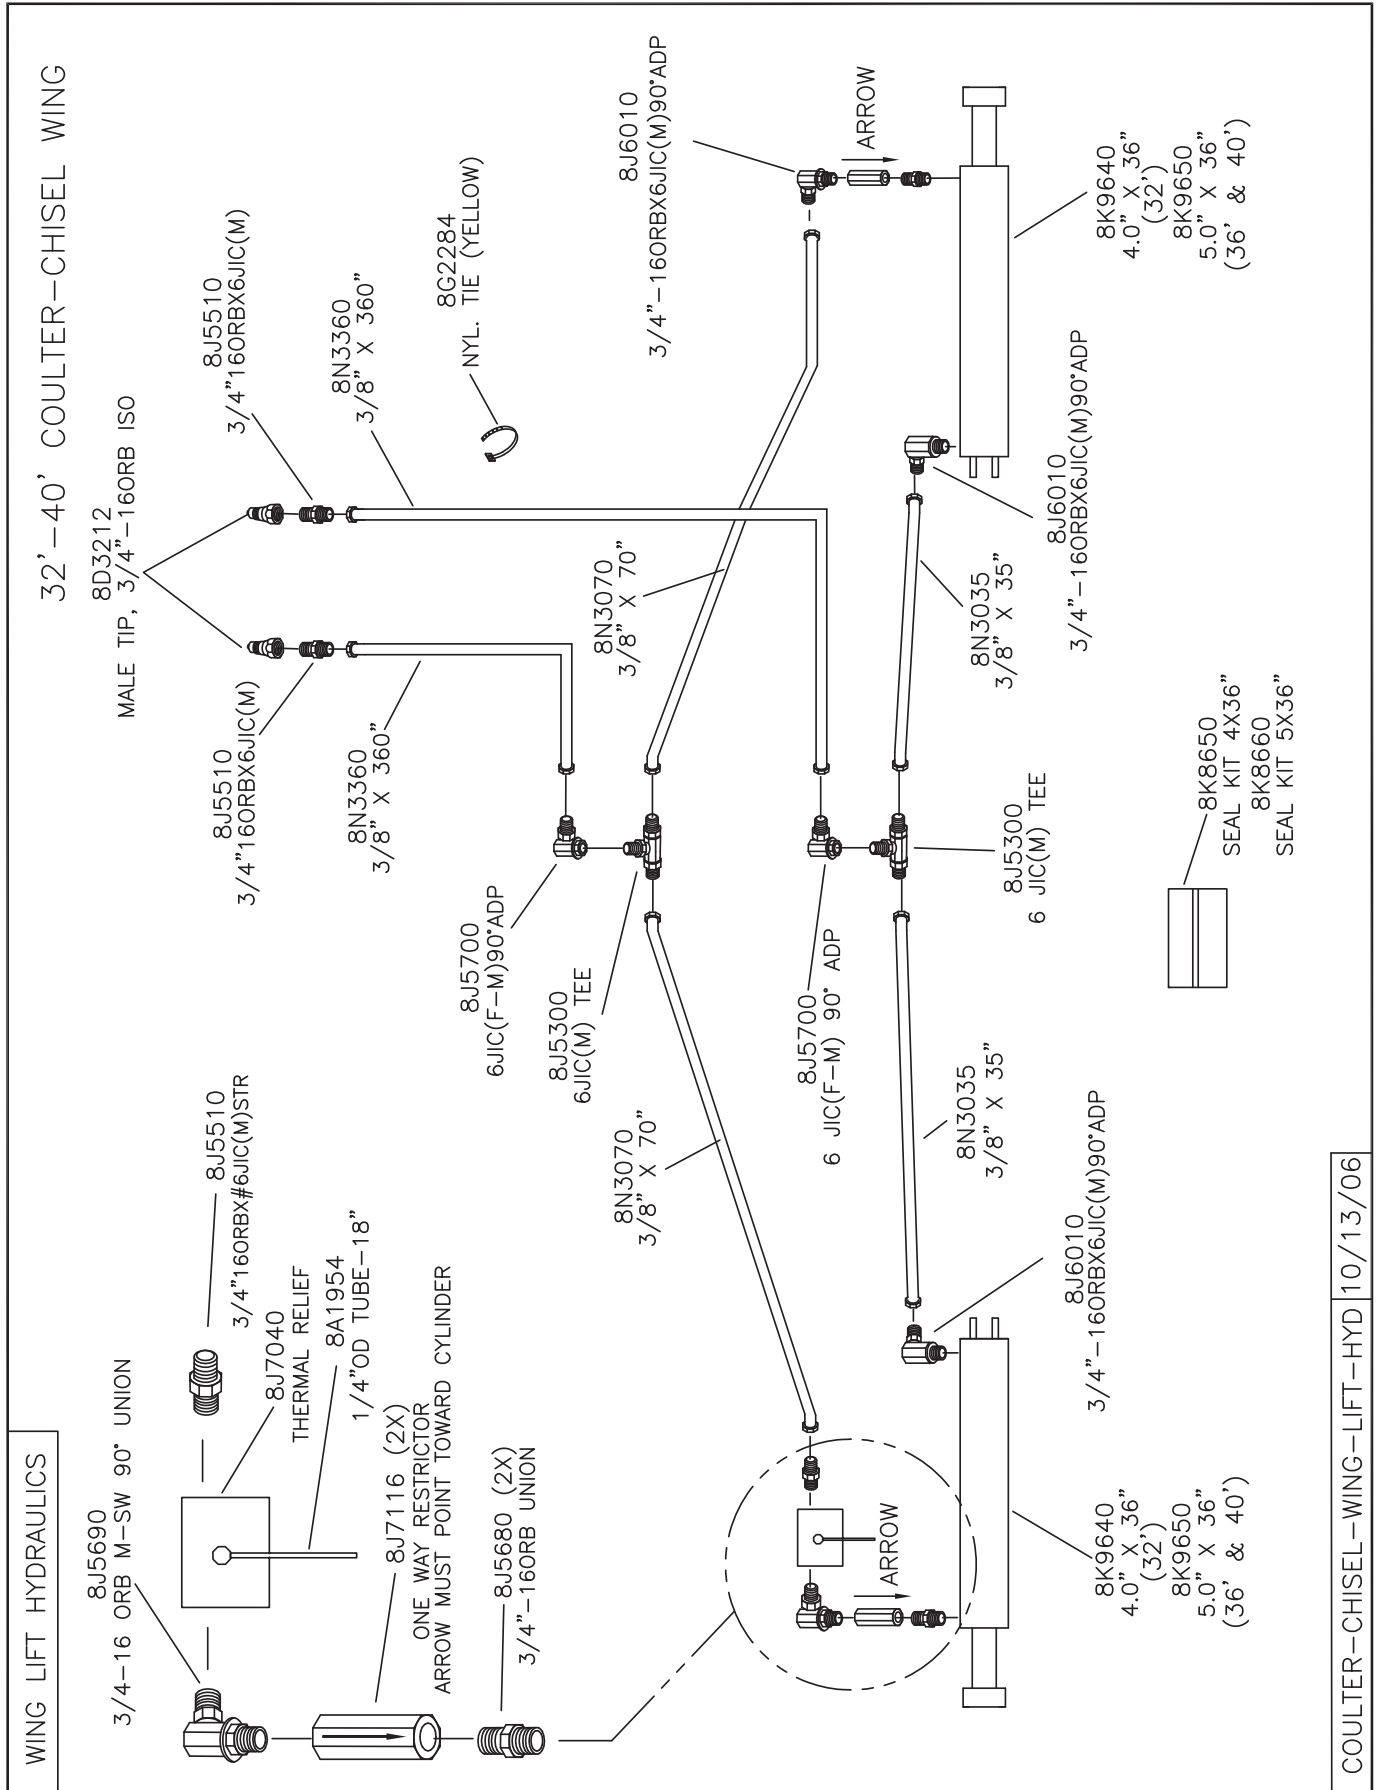 WING LIFT HYDRAULICS
32'-40' COULTER-CHISEL WING
8J5690
3/4-16 ORB M-SW 90° UNION
8J5510
3/4"16ORBX#6JIC(M)STR
8J7040
THERMAL RELIEF
8A1954
1/4"OD TUBE-18"
8J7116 (2X)
ONE WAY RESTRICTOR
ARROW MUST POINT TOWARD CYLINDER
8J5680 (2X)
3/4"-16ORB UNION
8D3212
MALE TIP, 3/4"-16ORB ISO
8J5510
3/4"16ORBX6JIC(M)
8J5510
3/4"16ORBX6JIC(M)
8N3360
3/8" X 360"
8N3360
3/8" X 360"
8G2284
NYL. TIE (YELLOW)
8J5700
6JIC(F-M)90°ADP
8J5300
6JIC(M) TEE
8N3070
3/8" X 70"
8N3070
3/8" X 70"
8J6010
3/4"-16ORBX6JIC(M)90°ADP
ARROW
ARROW
8J5700
6 JIC(F-M) 90° ADP
8J5300
6 JIC(M) TEE
8N3035
3/8" X 35"
8N3035
3/8" X 35"
8J6010
3/4"-16ORBX6JIC(M)90°ADP
8J6010
3/4"-16ORBX6JIC(M)90°ADP
8K9640
4.0" X 36"
(32')
8K9650
5.0" X 36"
(36' & 40')
8K9640
4.0" X 36"
(32')
8K9650
5.0" X 36"
(36' & 40')
8K8650
SEAL KIT 4X36"
8K8660
SEAL KIT 5X36"
COULTER-CHISEL-WING-LIFT-HYD
10/13/06